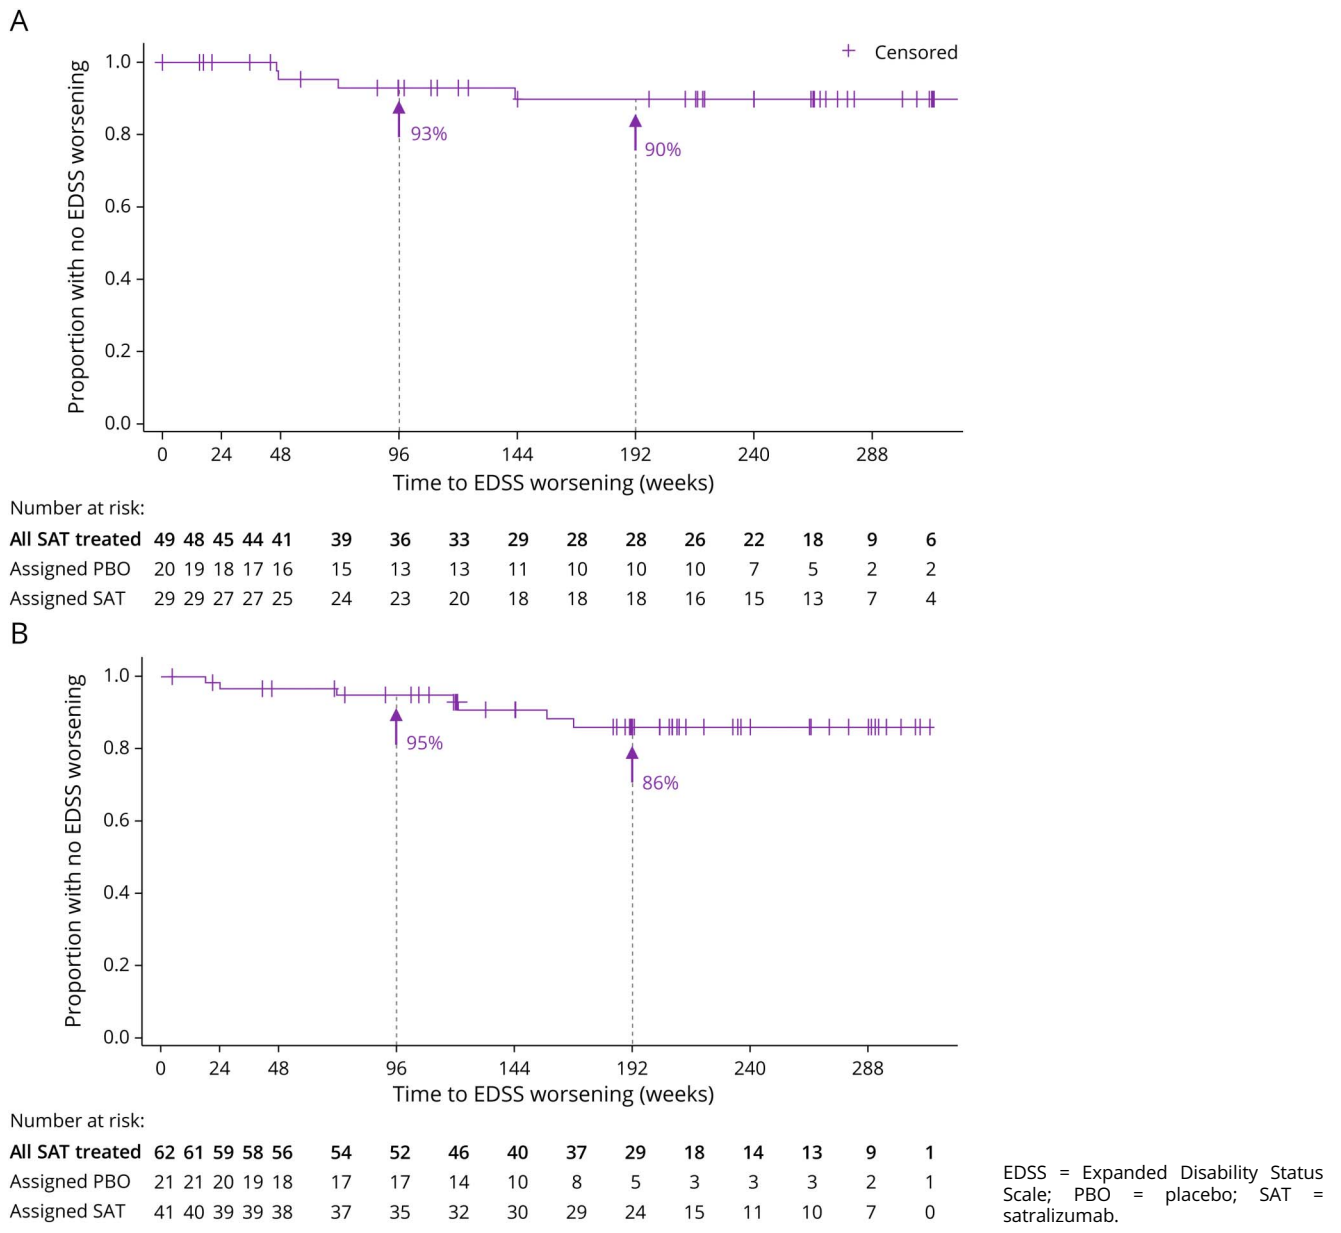 A
Censored
Proportion with no EDSS worsening
1.0
0.8
0.6
0.4
0.2
0.0
93%
90%
0 24 48 96 144 192 240 288
Time to EDSS worsening (weeks)
Number at risk:
All SAT treated 49 48 45 44 41 39 36 33 29 28 28 26 22 18 9 6
Assigned PBO 20 19 18 17 16 15 13 13 11 10 10 10 7 5 2 2
Assigned SAT 29 29 27 27 25 24 23 20 18 18 18 16 15 13 7 4
B
Proportion with no EDSS worsening
1.0
0.8
0.6
0.4
0.2
0.0
95%
86%
0 24 48 96 144 192 240 288
Time to EDSS worsening (weeks)
Number at risk:
All SAT treated 62 61 59 58 56 54 52 46 40 37 29 18 14 13 9 1
Assigned PBO 21 21 20 19 18 17 17 14 10 8 5 3 3 3 2 1
Assigned SAT 41 40 39 39 38 37 35 32 30 29 24 15 11 10 7 0
EDSS = Expanded Disability Status
Scale; PBO = placebo; SAT =
satralizumab.